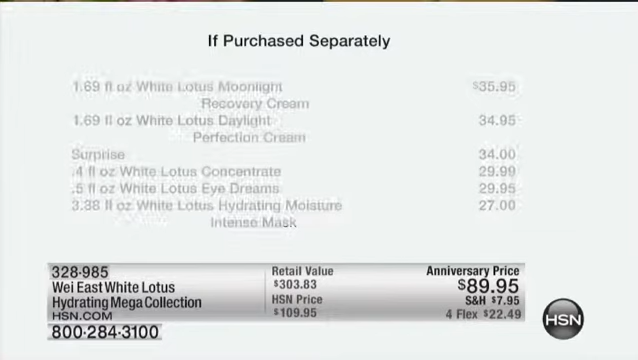 If Purchased Separately
1.69 fl oz White Lotus Moonlight $35.95
Recovery Cream
1.69 fl oz White Lotus Daylight 34.95
Perfection Cream
Surprise 34.00
.4 fl oz White Lotus Concentrate 29.99
.5 fl oz White Lotus Eye Dreams 29.95
3.38 fl oz White Lotus Hydrating Moisture 27.00
Intense Mask
328-985
Wei East White Lotus
Hydrating Mega Collection
HSN.COM
800-284-3100
Retail Value
$303.83
HSN Price
$109.95
Anniversary Price
$89.95
S&H $7.95
4 Flex $22.49
HSN